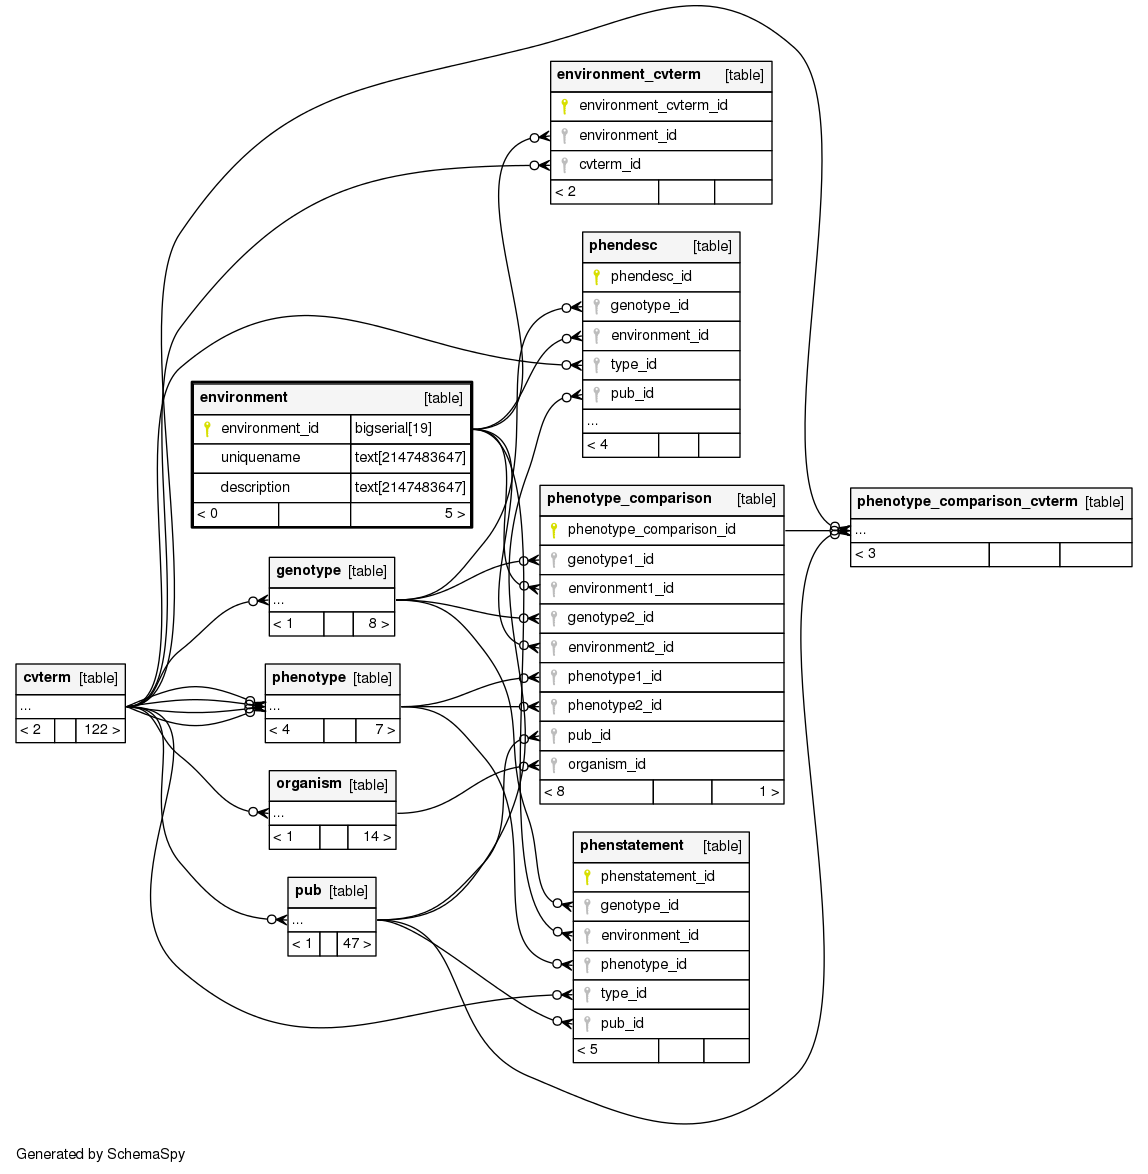 environment_cvterm [table]
environment_cvterm_id
environment_id
cvterm_id
< 2
phendesc [table]
phendesc_id
genotype_id
environment_id
type_id
pub_id
...
< 4
environment [table]
environment_id bigserial[19]
uniquename text[2147483647]
description text[2147483647]
< 0 5 >
phenotype_comparison [table]
phenotype_comparison_id
genotype1_id
environment1_id
genotype2_id
environment2_id
phenotype1_id
phenotype2_id
pub_id
organism_id
< 8 1 >
phenotype_comparison_cvterm [table]
...
< 3
genotype [table]
...
< 1 8 >
cvterm [table]
...
< 2 122 >
phenotype [table]
...
< 4 7 >
organism [table]
...
< 1 14 >
pub [table]
...
< 1 47 >
phenstatement [table]
phenstatement_id
genotype_id
environment_id
phenotype_id
type_id
pub_id
< 5
Generated by SchemaSpy